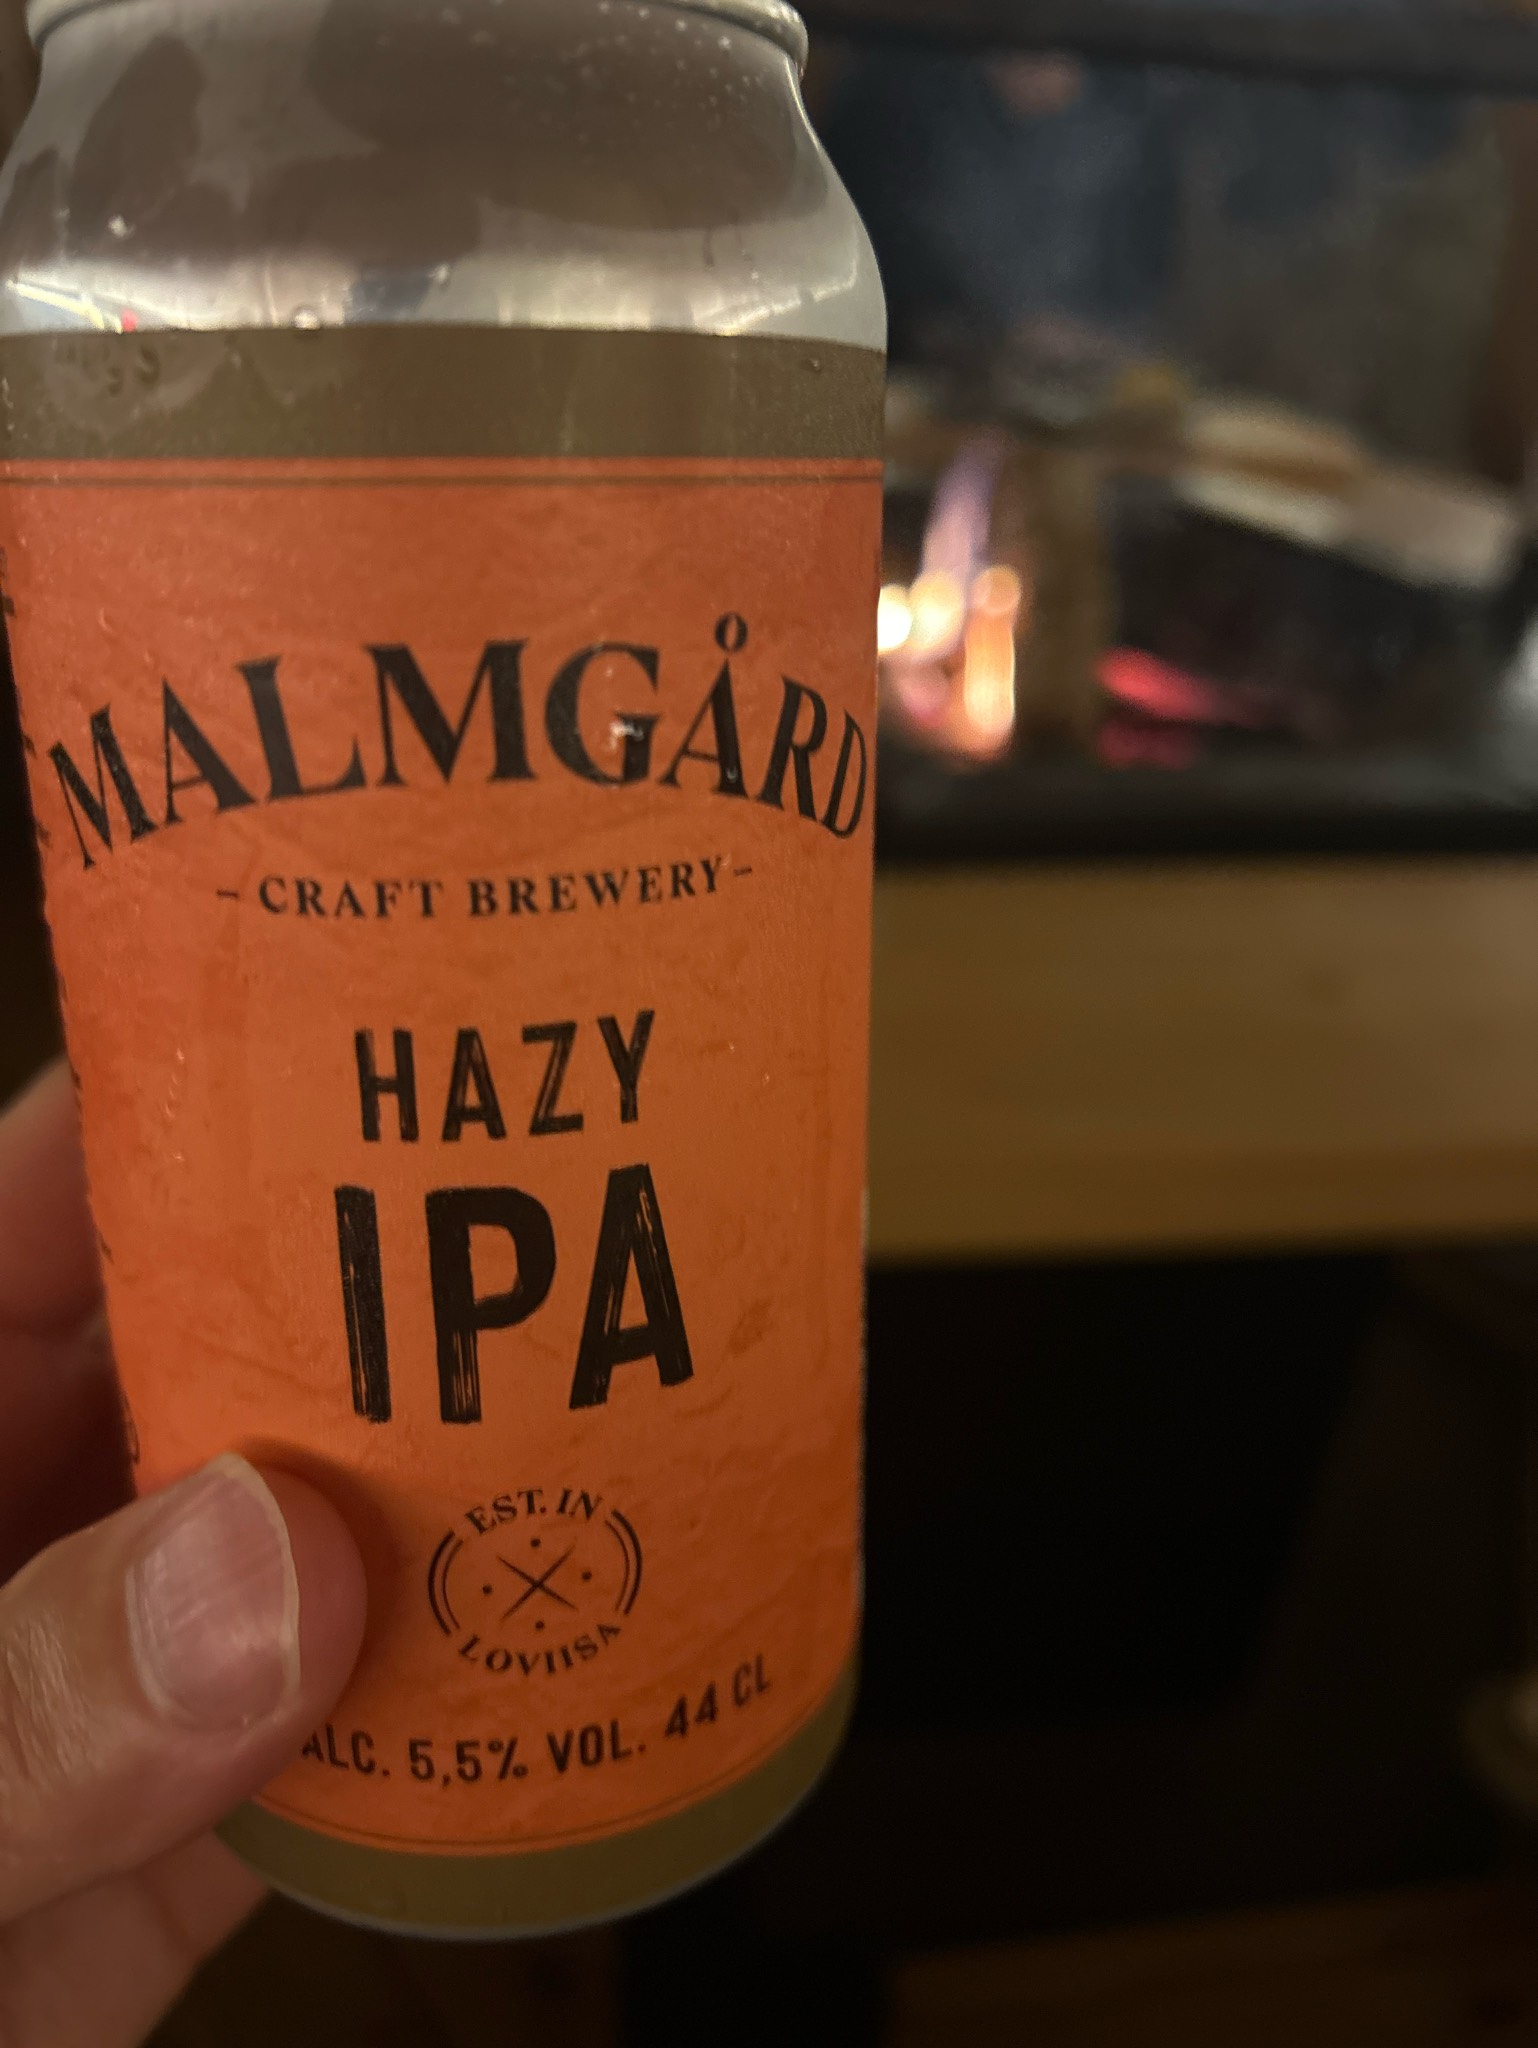 MALMGÅRD
- CRAFT BREWERY -
HAZY
IPA
EST. IN
LOVIISA
ALC. 5,5% VOL. 44 CL